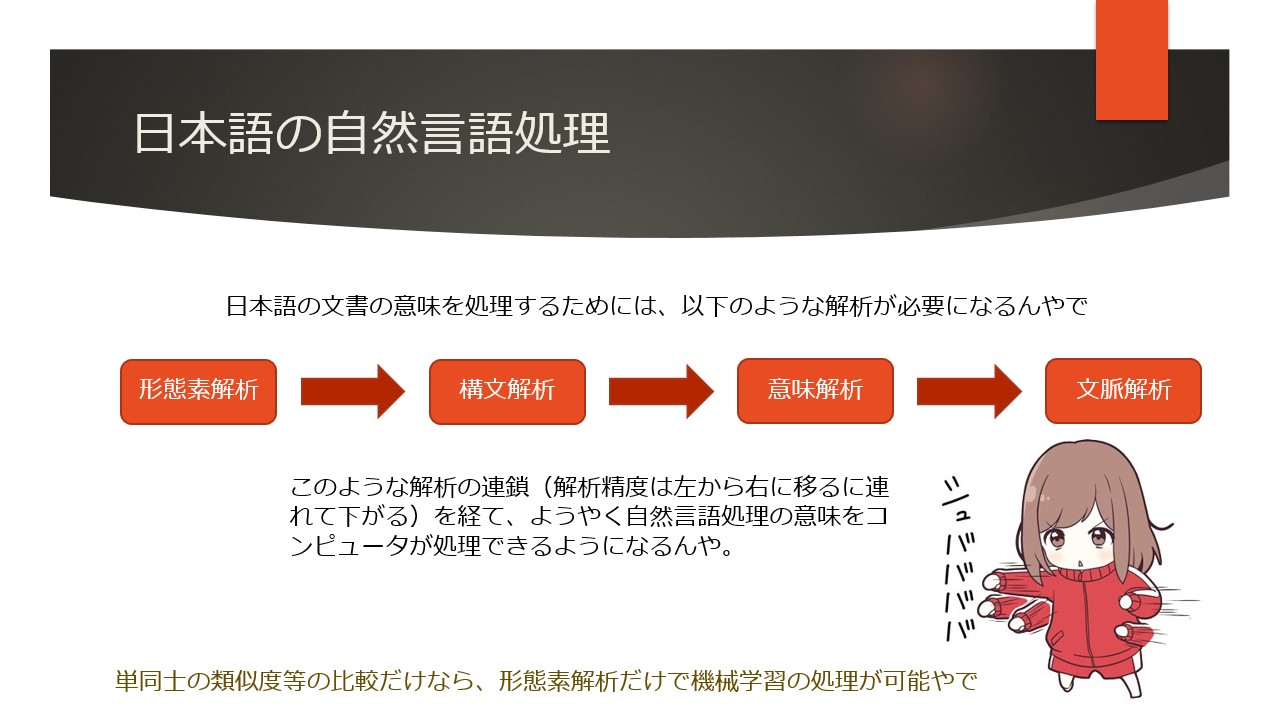 日本語の自然言語処理
日本語の文書の意味を処理するためには、以下のような解析が必要になるんやで
形態素解析
構文解析
意味解析
文脈解析
このような解析の連鎖（解析精度は左から右に移るに連
れて下がる）を経て、ようやく自然言語処理の意味をコ
ンピュータが処理できるようになるんや。
シュババババ
単同士の類似度等の比較だけなら、形態素解析だけで機械学習の処理が可能やで